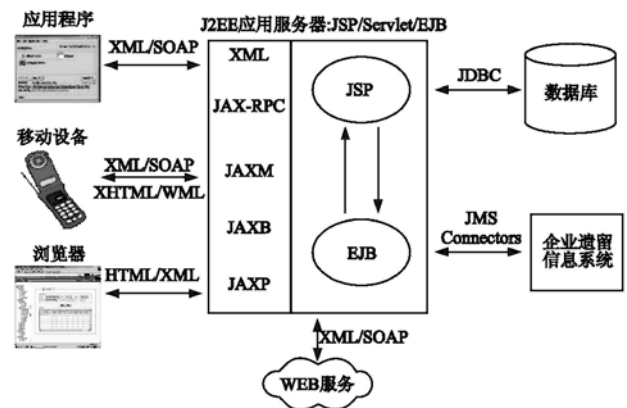 应用程序
XML/SOAP
移动设备
XML/SOAP
XHTML/WML
浏览器
HTML/XML
J2EE应用服务器:JSP/Servlet/EJB
XML
JAX-RPC
JAXM
JAXB
JAXP
JSP
EJB
JDBC
数据库
JMS
Connectors
企业遗留
信息系统
XML/SOAP
WEB服务